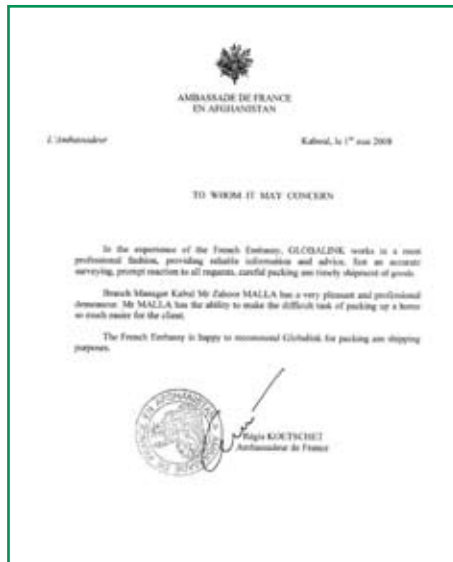 AMBASSADE DE FRANCE
EN AFGHANISTAN
L'Ambassadeur
Kaboul, le 1er mai 2008
TO WHOM IT MAY CONCERN
In the experience of the French Embassy, GLOBALINK works in a most
professional fashion, providing reliable information and advice, fast an accurate
surveying, prompt reaction to all requests, careful packing ans timely shipment of goods.
Branch Manager Kabul Mr Zahoor MALLA has a very pleasant and professional
demeanour. Mr MALLA has the ability to make the difficult task of packing up a home
so much easier for the client.
The French Embassy is happy to recommend Globalink for packing ans shipping
purposes.
Régis KOETSCHET
Ambassadeur de France